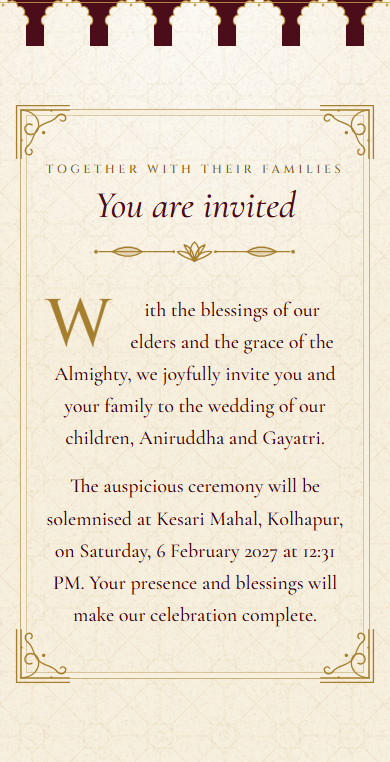 TOGETHER WITH THEIR FAMILIES
You are invited
With the blessings of our
elders and the grace of the
Almighty, we joyfully invite you and
your family to the wedding of our
children, Aniruddha and Gayatri.
The auspicious ceremony will be
solemnised at Kesari Mahal, Kolhapur,
on Saturday, 6 February 2027 at 12:31
PM. Your presence and blessings will
make our celebration complete.